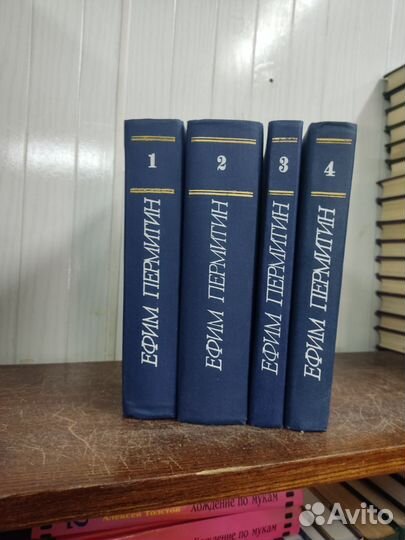 1
ЕФИМ ПЕРМИТИН
2
ЕФИМ ПЕРМИТИН
3
ЕФИМ ПЕРМИТИН
4
ЕФИМ ПЕРМИТИН
Алексей Толстой
Хождение по мукам
Хождение по мукам
Avito